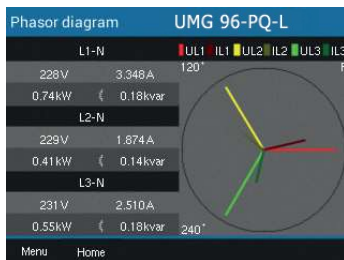 Phasor diagram UMG 96-PQ-L
L1-N
UL1 IL1 UL2 IL2 UL3 IL3
228V 3.348A
120°
0.74kW 0.18kvar
L2-N
229V 1.874A
0.41kW 0.14kvar
L3-N
231V 2.510A
0.55kW 0.18kvar
240°
Menu Home